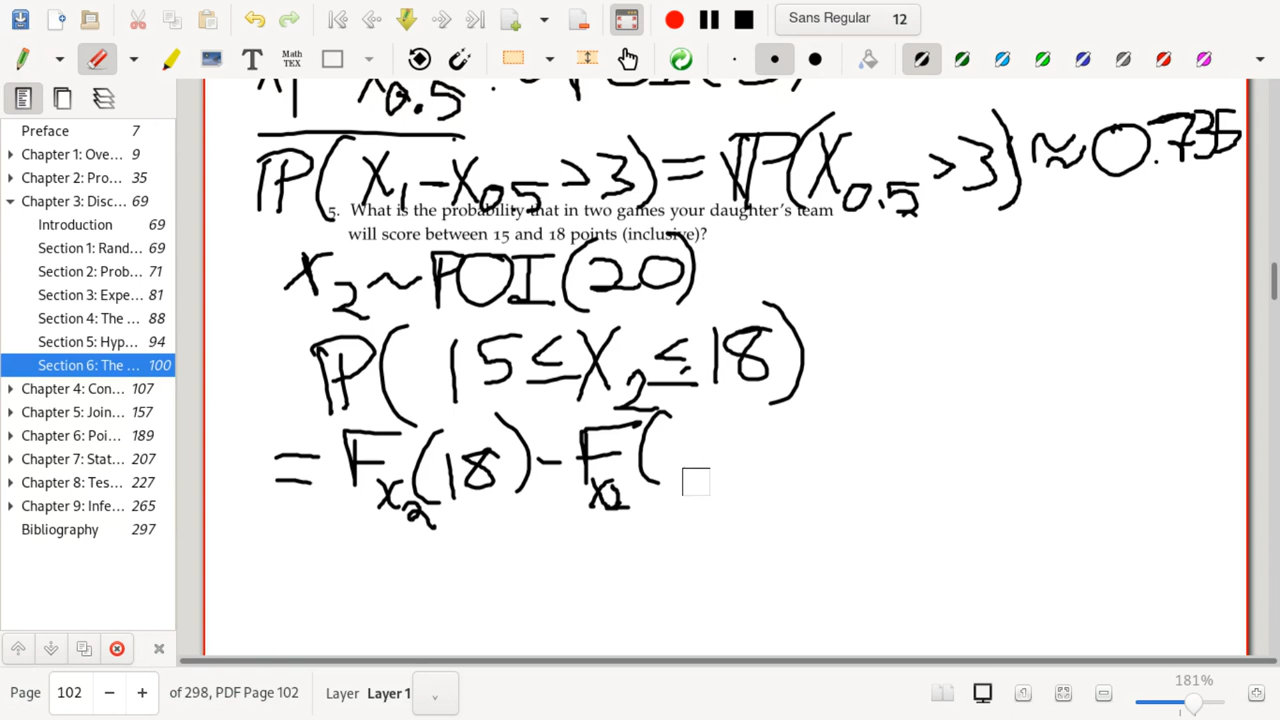 Sans Regular 12
Math
TEX
Preface 7
Chapter 1: Ove... 9
Chapter 2: Pro... 35
Chapter 3: Disc... 69
Introduction 69
Section 1: Rand... 69
Section 2: Prob... 71
Section 3: Expe... 81
Section 4: The ... 88
Section 5: Hyp... 94
Section 6: The ... 100
Chapter 4: Con... 107
Chapter 5: Join... 157
Chapter 6: Poi... 189
Chapter 7: Stat... 207
Chapter 8: Tes... 227
Chapter 9: Infe... 265
Bibliography 297
ℙ(X₁−X₀.₅>3)=ℙ(X₀.₅>3)≈0.735
5. What is the probability that in two games your daughter's team
will score between 15 and 18 points (inclusive)?
X₂~POI(20)
ℙ(15≤X₂≤18)
=F_X₂(18)-F_X₂(
Page 102 of 298, PDF Page 102 Layer Layer 1 181%